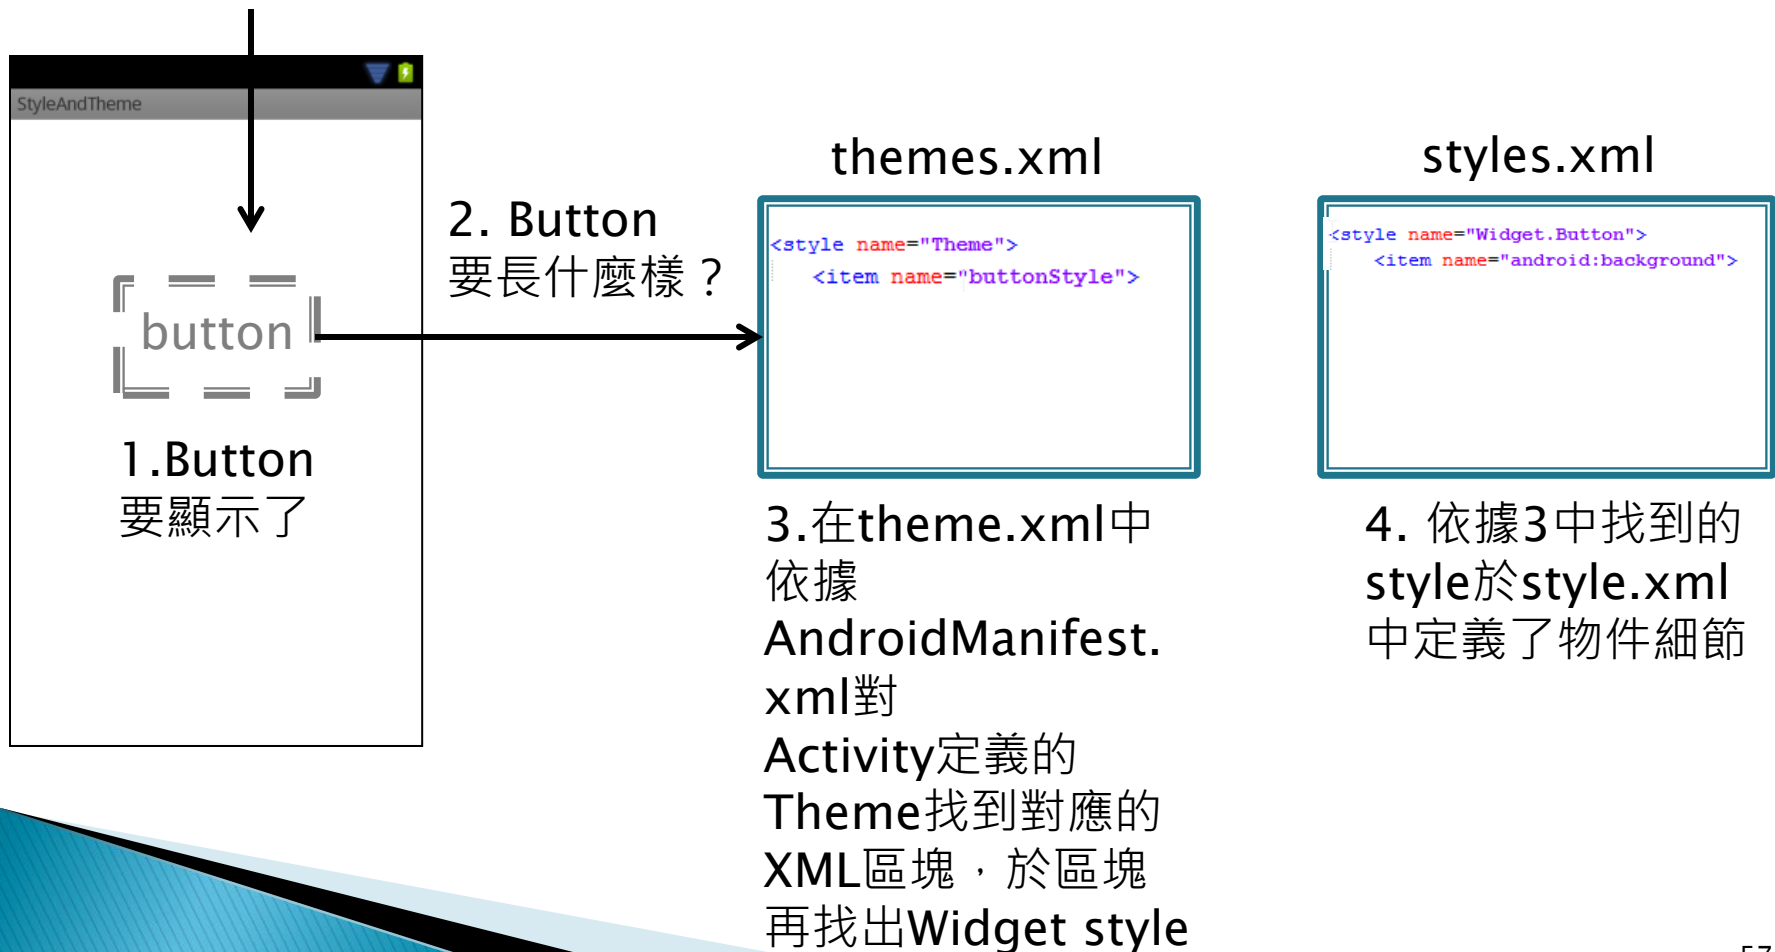 StyleAndTheme
button
1.Button
要顯示了
2. Button
要長什麼樣？
themes.xml
<style name="Theme">
<item name="buttonStyle">
3.在theme.xml中
依據
AndroidManifest.
xml對
Activity定義的
Theme找到對應的
XML區塊，於區塊
再找出Widget style
styles.xml
<style name="Widget.Button">
<item name="android:background">
4. 依據3中找到的
style於style.xml
中定義了物件細節